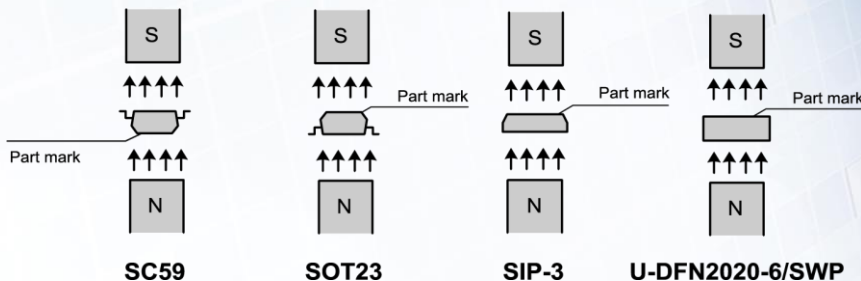 S S S S
Part mark Part mark Part mark
Part mark
N N N N
SC59 SOT23 SIP-3 U-DFN2020-6/SWP